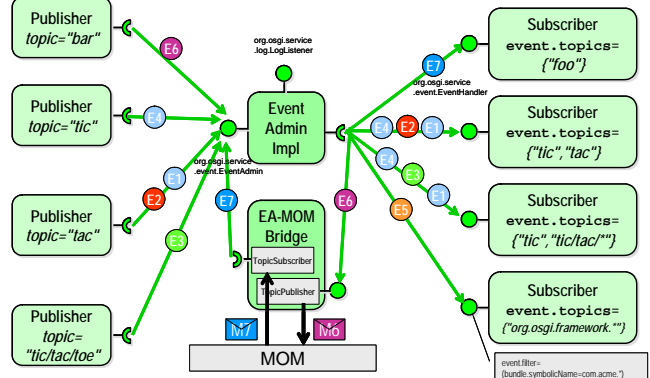 Publisher
topic="bar"
Publisher
topic="tic"
Publisher
topic="tac"
Publisher
topic=
"tic/tac/toe"
E6
E4
E1
E2
E3
org.osgi.service
.log.LogListener
Event
Admin
Impl
org.osgi.service
.event.EventAdmin
E7
EA-MOM
Bridge
TopicSubscriber
TopicPublisher
M7
M6
MOM
E6
E7
org.osgi.service
.event.EventHandler
E4
E2
E1
E4
E3
E1
E5
Subscriber
event.topics=
{"foo"}
Subscriber
event.topics=
{"tic","tac"}
Subscriber
event.topics=
{"tic","tic/tac/*"}
Subscriber
event.topics=
{"org.osgi.framework.*"}
event.filter=
(bundle.symbolicName=com.acme.*)